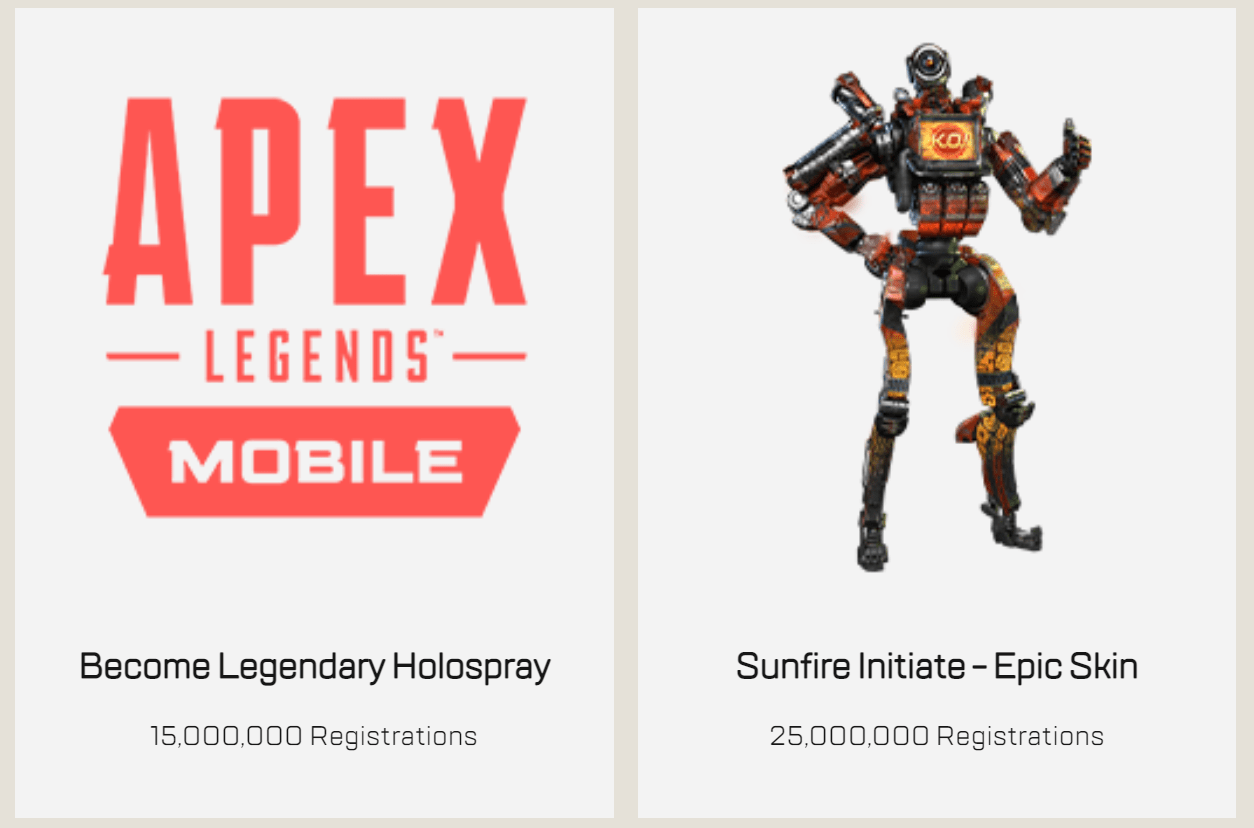 APEX
LEGENDS™
MOBILE
Become Legendary Holospray
15,000,000 Registrations
K.O.
Sunfire Initiate – Epic Skin
25,000,000 Registrations